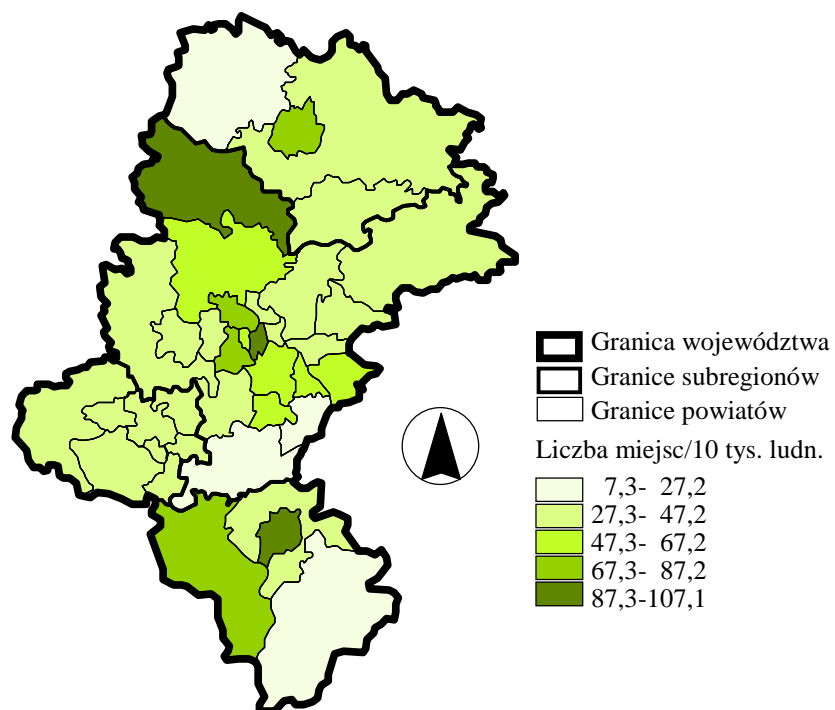 Granica województwa
Granice subregionów
Granice powiatów
Liczba miejsc/10 tys. ludn.
7,3- 27,2
27,3- 47,2
47,3- 67,2
67,3- 87,2
87,3-107,1